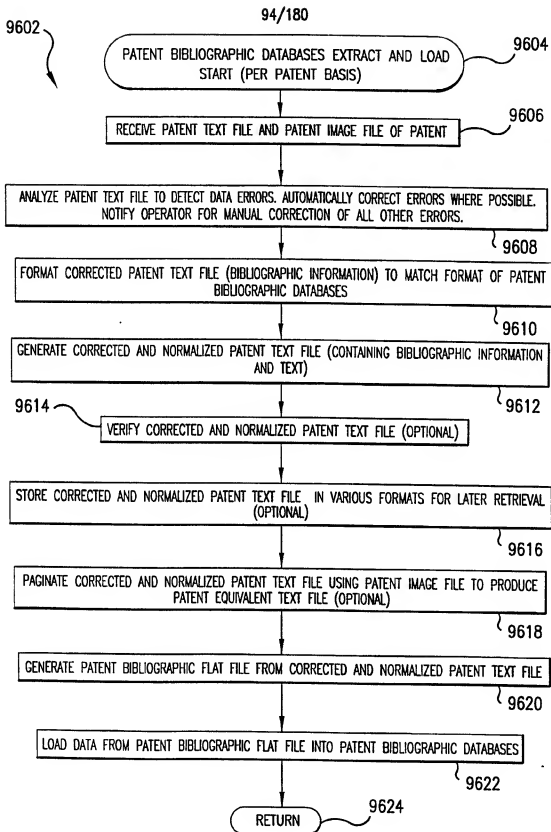 94/180
9602
PATENT BIBLIOGRAPHIC DATABASES EXTRACT AND LOAD
START (PER PATENT BASIS)
9604
RECEIVE PATENT TEXT FILE AND PATENT IMAGE FILE OF PATENT
9606
ANALYZE PATENT TEXT FILE TO DETECT DATA ERRORS. AUTOMATICALLY CORRECT ERRORS WHERE POSSIBLE.
NOTIFY OPERATOR FOR MANUAL CORRECTION OF ALL OTHER ERRORS.
9608
FORMAT CORRECTED PATENT TEXT FILE (BIBLIOGRAPHIC INFORMATION) TO MATCH FORMAT OF PATENT
BIBLIOGRAPHIC DATABASES
9610
GENERATE CORRECTED AND NORMALIZED PATENT TEXT FILE (CONTAINING BIBLIOGRAPHIC INFORMATION
AND TEXT)
9612
9614
VERIFY CORRECTED AND NORMALIZED PATENT TEXT FILE (OPTIONAL)
STORE CORRECTED AND NORMALIZED PATENT TEXT FILE IN VARIOUS FORMATS FOR LATER RETRIEVAL
(OPTIONAL)
9616
PAGINATE CORRECTED AND NORMALIZED PATENT TEXT FILE USING PATENT IMAGE FILE TO PRODUCE
PATENT EQUIVALENT TEXT FILE (OPTIONAL)
9618
GENERATE PATENT BIBLIOGRAPHIC FLAT FILE FROM CORRECTED AND NORMALIZED PATENT TEXT FILE
9620
LOAD DATA FROM PATENT BIBLIOGRAPHIC FLAT FILE INTO PATENT BIBLIOGRAPHIC DATABASES
9622
RETURN
9624